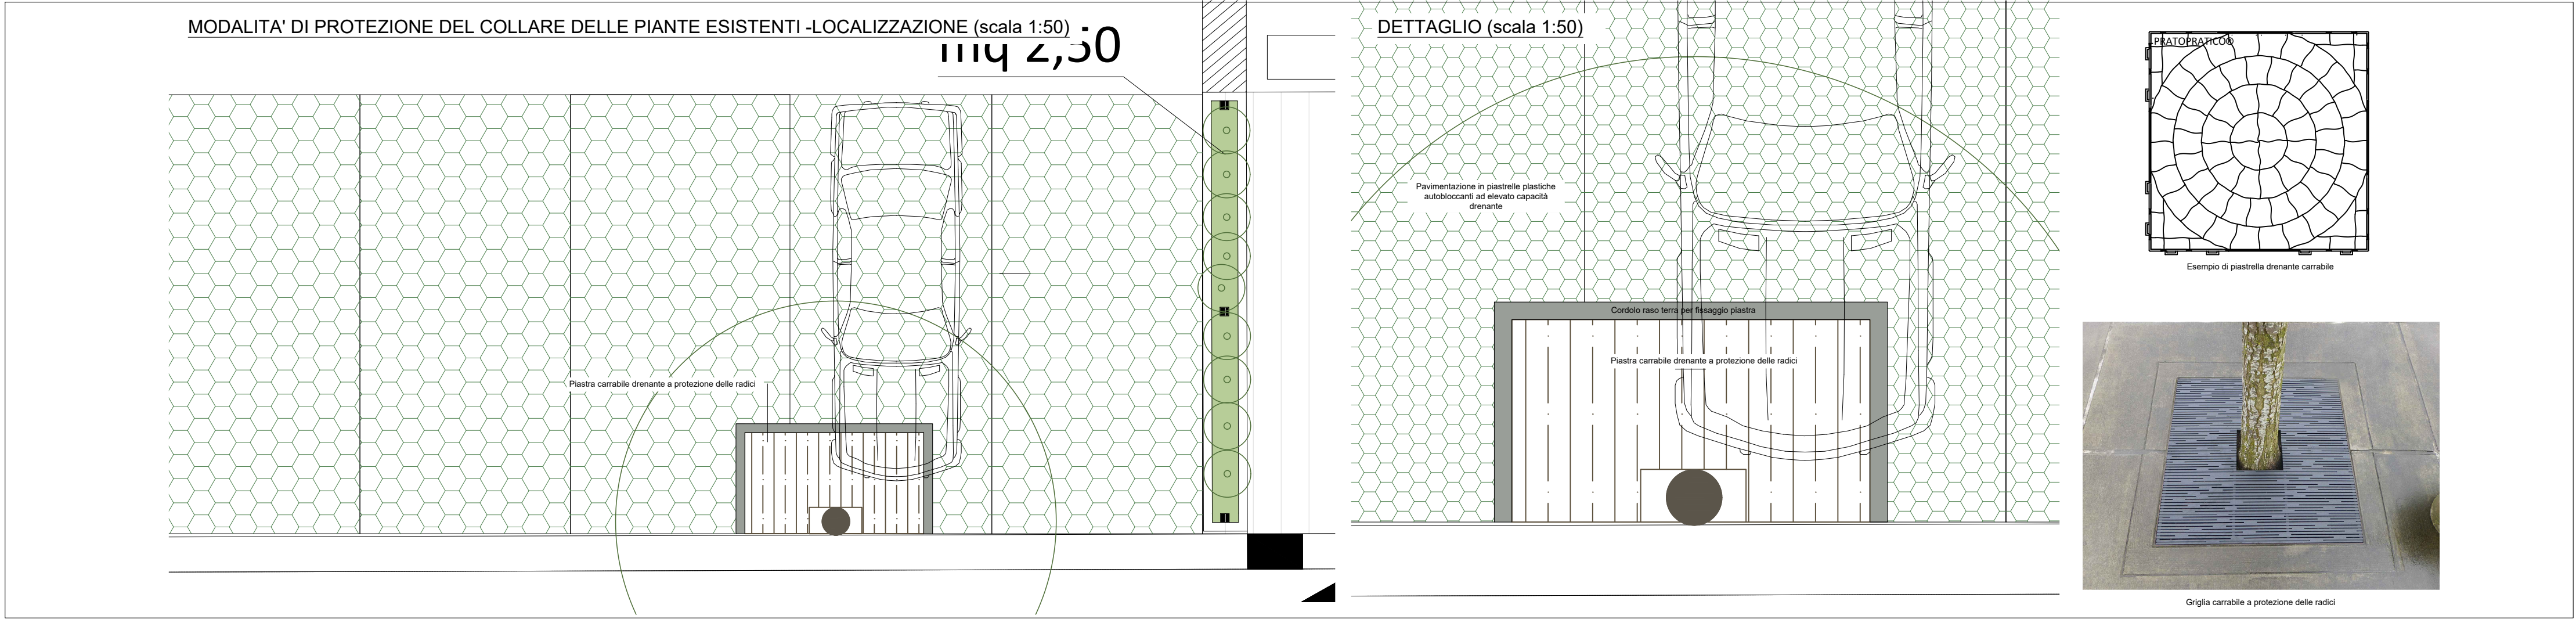 MODALITA' DI PROTEZIONE DEL COLLARE DELLE PIANTE ESISTENTI -LOCALIZZAZIONE (scala 1:50)
mq 2,50
Piastra carrabile drenante a protezione delle radici
DETTAGLIO (scala 1:50)
Pavimentazione in piastrelle plastiche
autobloccanti ad elevato capacità
drenante
Cordolo raso terra per fissaggio piastra
Piastra carrabile drenante a protezione delle radici
PRATOPRATICO®
Esempio di piastrella drenante carrabile
Griglia carrabile a protezione delle radici